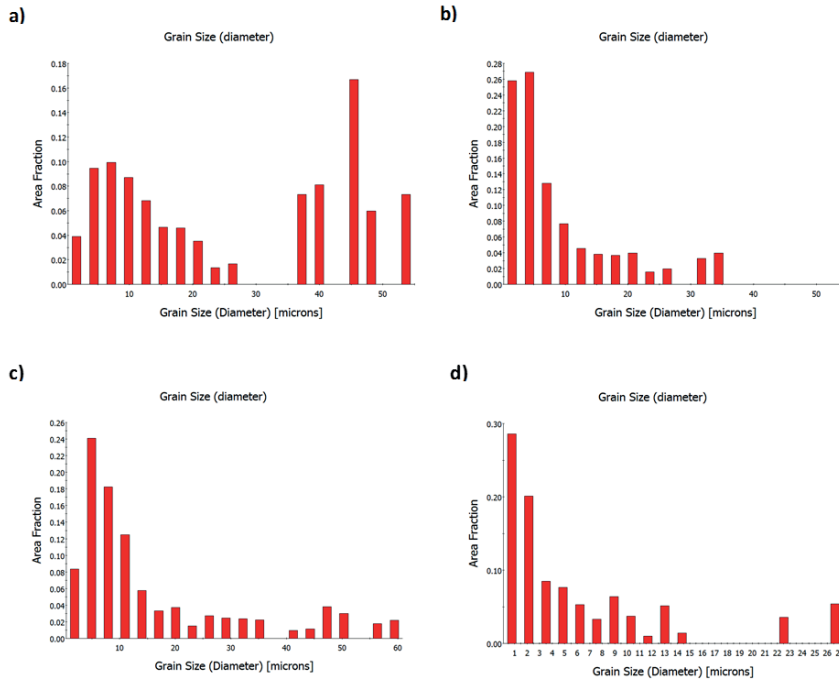 a)
Grain Size (diameter)
0.18
0.16
0.14
0.12
0.10
0.08
0.06
0.04
0.02
0.00
Area Fraction
10 20 30 40 50
Grain Size (Diameter) [microns]
b)
Grain Size (diameter)
0.28
0.26
0.24
0.22
0.20
0.18
0.16
0.14
0.12
0.10
0.08
0.06
0.04
0.02
0.00
Area Fraction
10 20 30 40 50
Grain Size (Diameter) [microns]
c)
Grain Size (diameter)
0.26
0.24
0.22
0.20
0.18
0.16
0.14
0.12
0.10
0.08
0.06
0.04
0.02
0.00
Area Fraction
10 20 30 40 50 60
Grain Size (Diameter) [microns]
d)
Grain Size (diameter)
0.30
0.20
0.10
0.00
Area Fraction
1 2 3 4 5 6 7 8 9 10 11 12 13 14 15 16 17 18 19 20 21 22 23 24 25 26 2
Grain Size (Diameter) [microns]